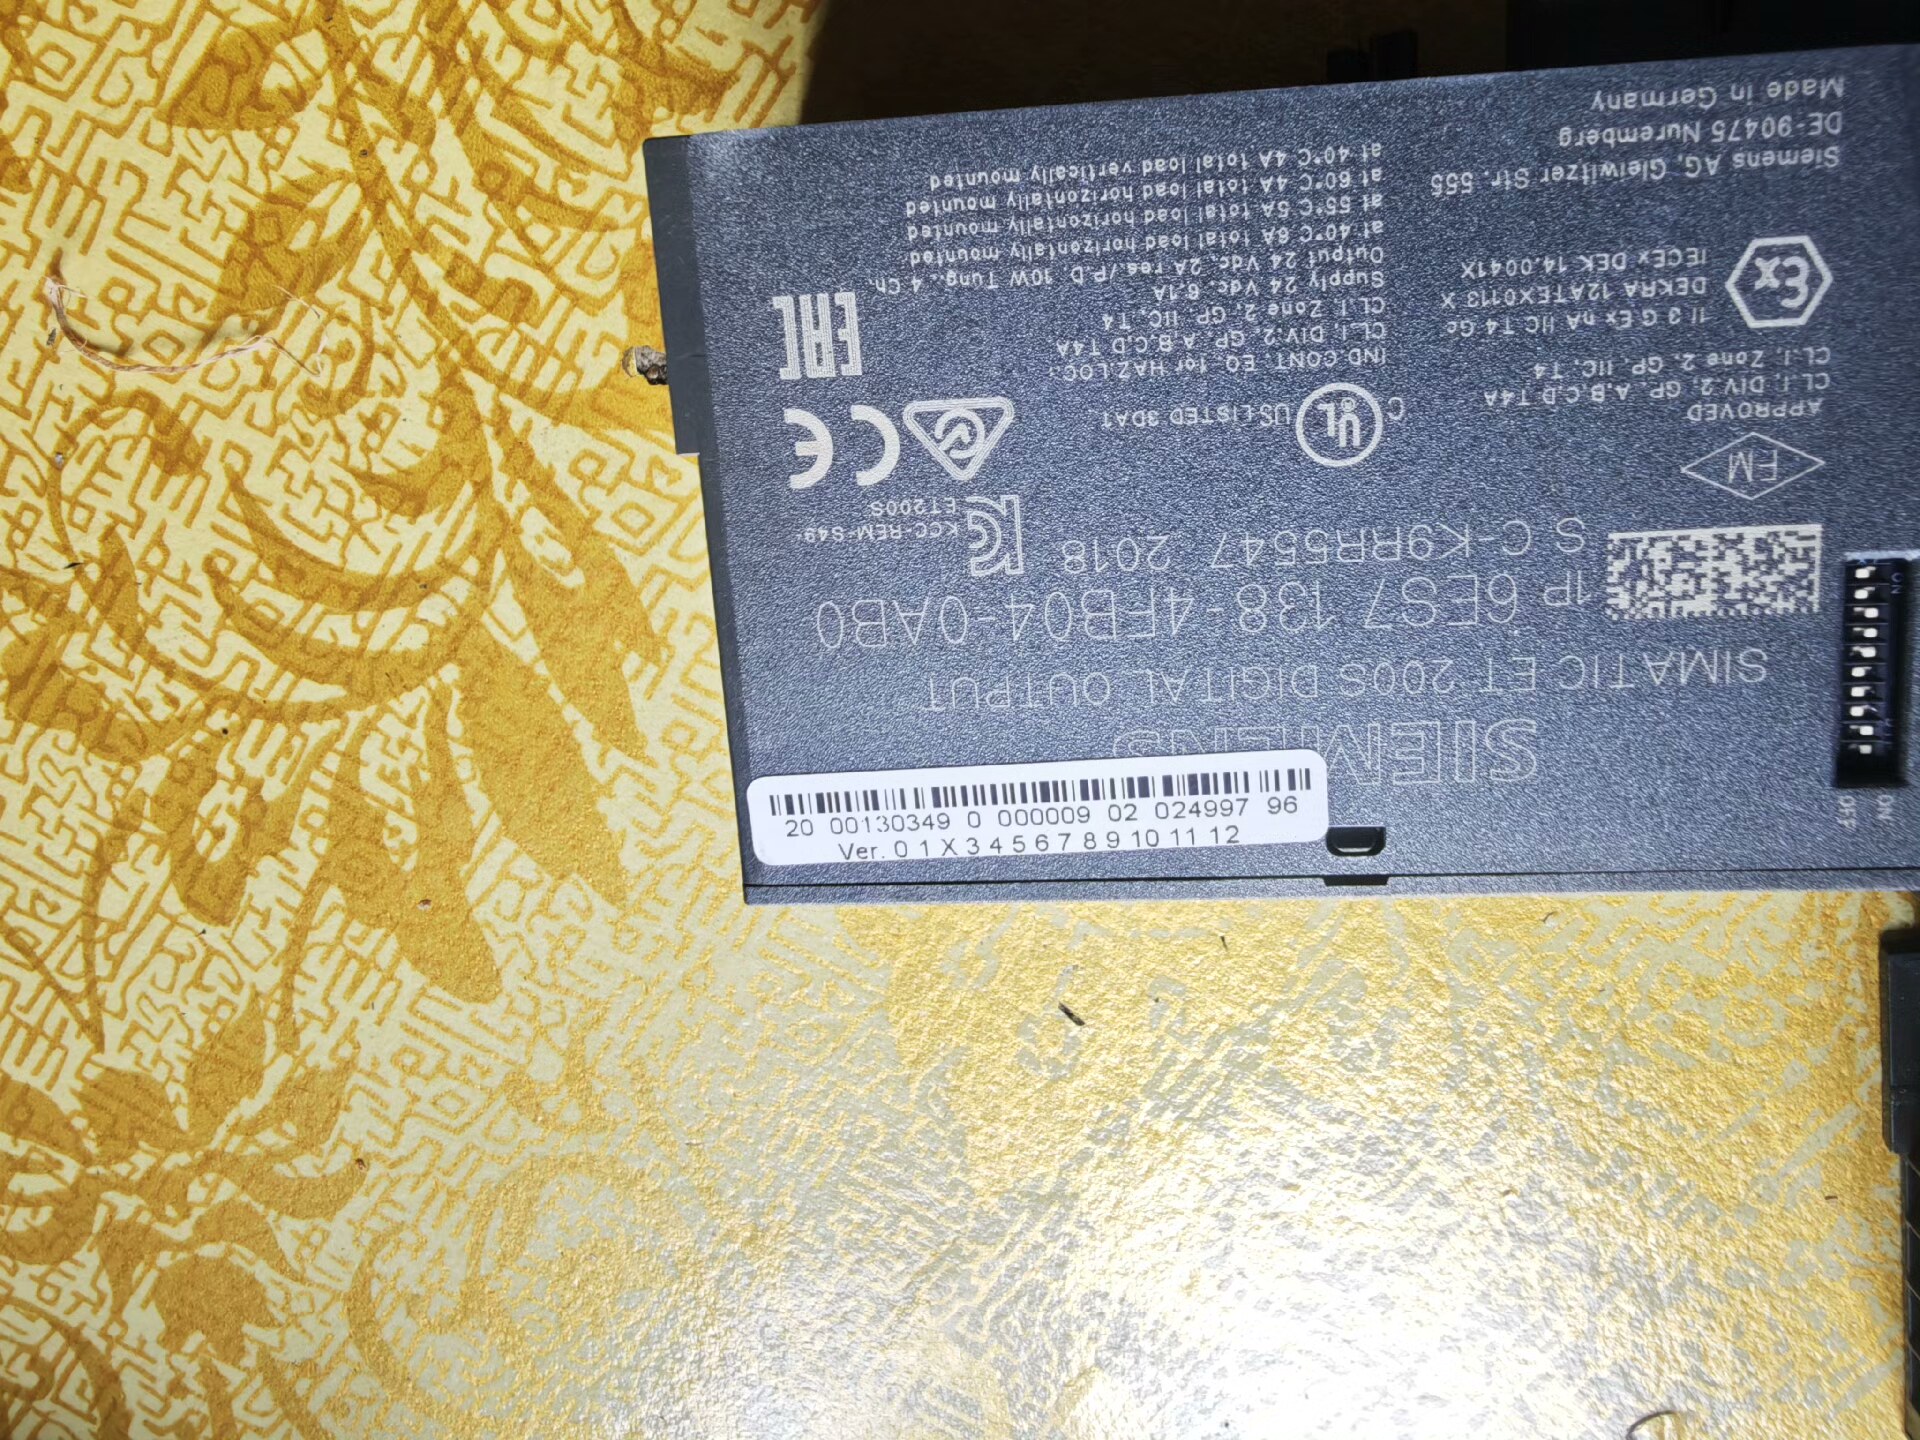 SIEMENS
SIMATIC ET 200S DIGITAL OUTPUT
1P 6ES7 138-4FB04-0AB0
S C-K9RR5547 2018
KCC-REM-S49-
ET200S
FM
APPROVED
CL.I, DIV.2, GP. A,B,C,D T4A
CL.I, Zone 2, GP. IIC, T4
Ex
II 3 G Ex nA IIC T4 Gc
DEKRA 12ATEX0113 X
IECEx DEK 14.0041X
Siemens AG, Gleiwitzer Str. 555
DE-90475 Nuremberg
Made in Germany
C UL US LISTED 3DA1
IND.CONT. EQ. for HAZ.LOC.
CL.I, DIV.2, GP. A,B,C,D T4A
CL.I, Zone 2, GP. IIC, T4
Supply 24 Vdc, 6.1A
Output 24 Vdc, 2A res./P.D, 10W Tung., 4 Ch.
at 40°C 6A total load horizontally mounted
at 55°C 5A total load horizontally mounted
at 60°C 4A total load horizontally mounted
at 40°C 4A total load vertically mounted
CE
EAC
20 00130349 0 000009 02 024997 96
Ver. 0 1 X 3 4 5 6 7 8 9 10 11 12
ON